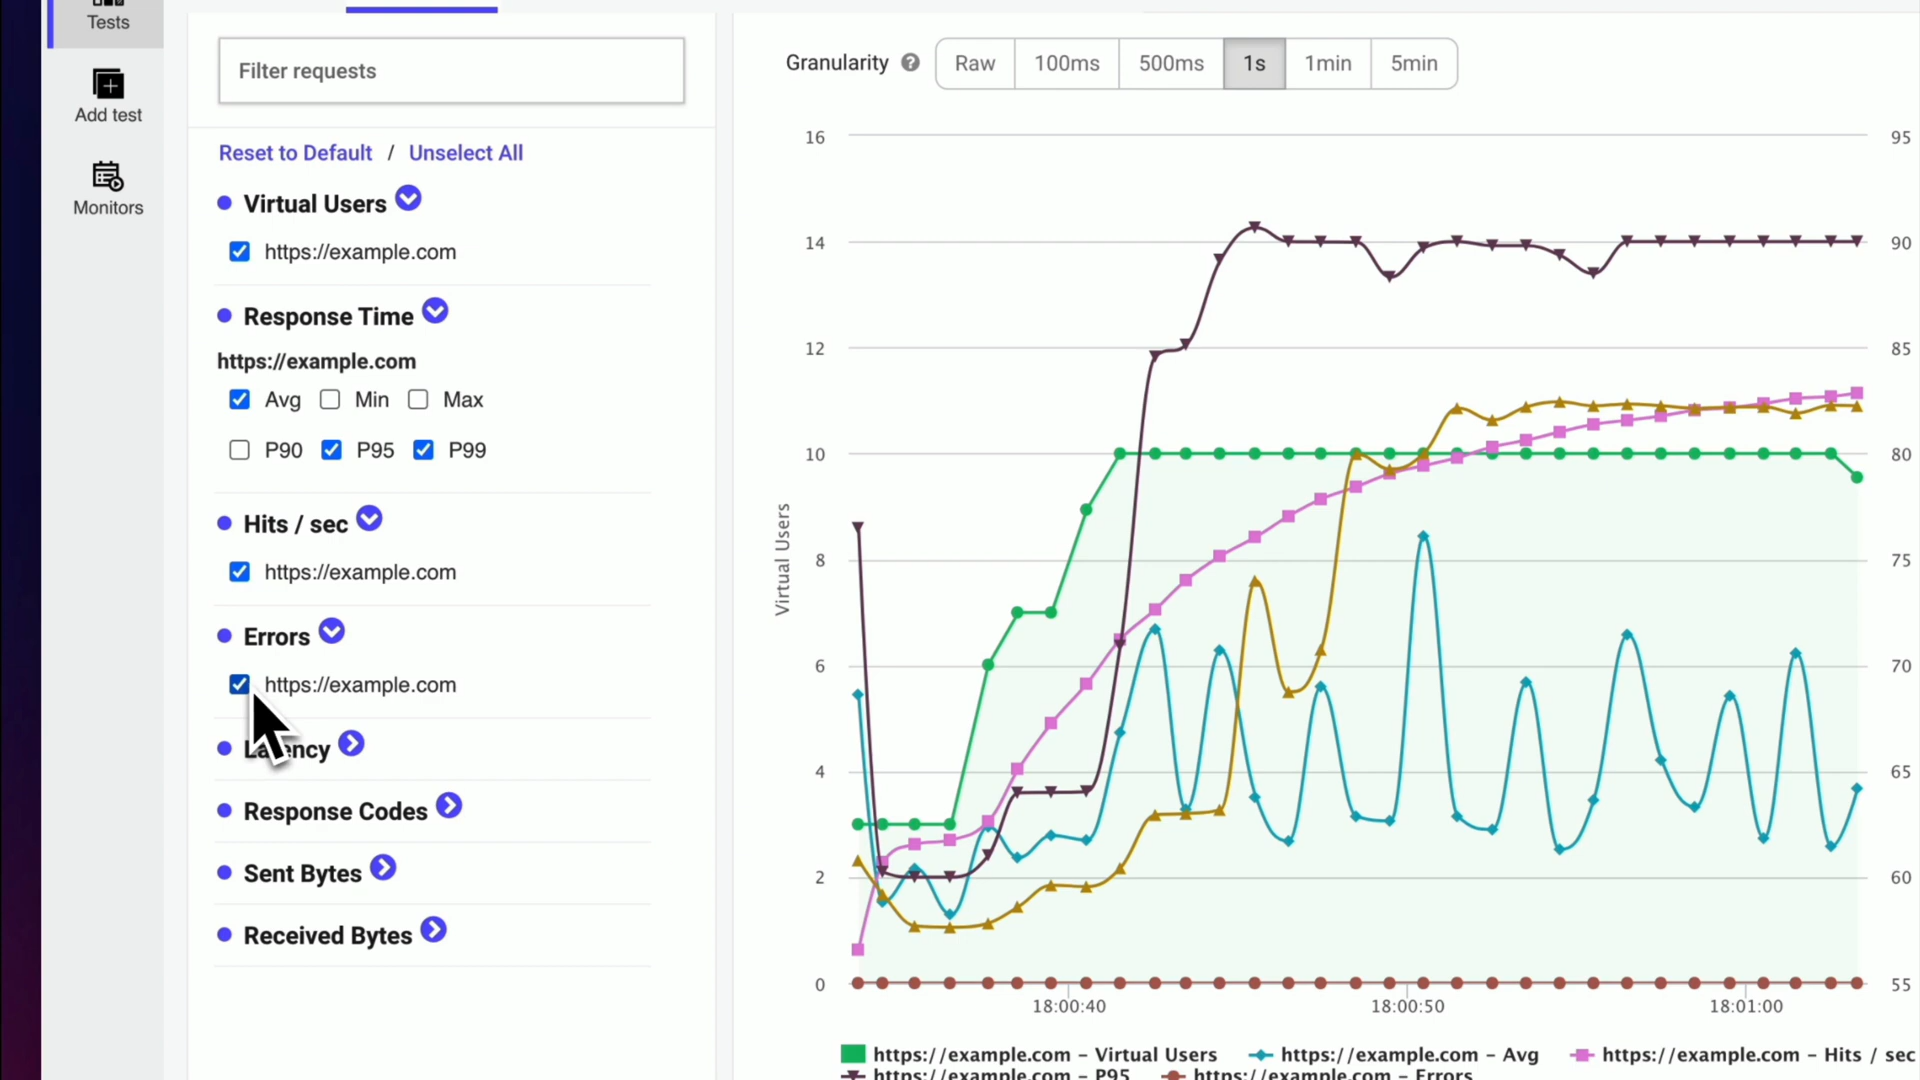 Tests
Add test
Monitors
Filter requests
Reset to Default / Unselect All
Virtual Users
https://example.com
Response Time
https://example.com
Avg Min Max
P90 P95 P99
Hits / sec
https://example.com
Errors
https://example.com
Latency
Response Codes
Sent Bytes
Received Bytes
Granularity ? Raw 100ms 500ms 1s 1min 5min
16 95
14 90
12 85
10 80
8 75
6 70
4 65
2 60
0 55
Virtual Users
18:00:40 18:00:50 18:01:00
https://example.com – Virtual Users https://example.com – Avg https://example.com – Hits / sec
https://example.com – P95 https://example.com – Errors